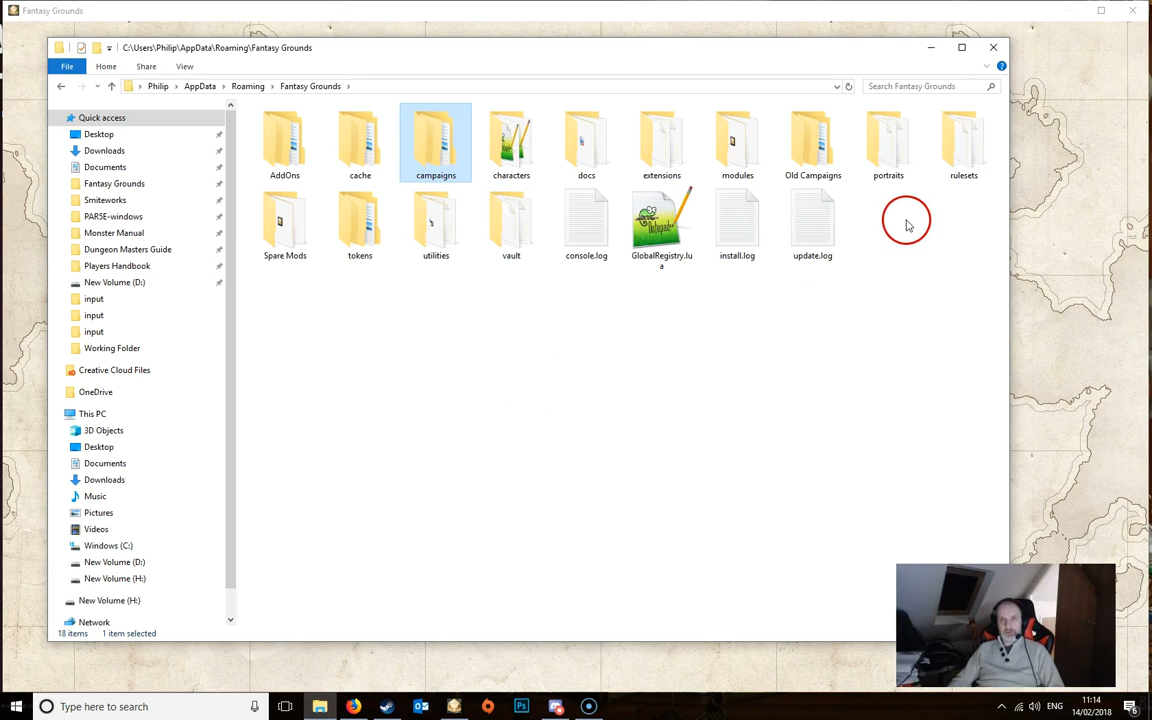 Fantasy Grounds
C:\Users\Philip\AppData\Roaming\Fantasy Grounds
File Home Share View
Philip Roaming AppData Fantasy Grounds
Search Fantasy Grounds
Quick access
Desktop
Downloads
Documents
Fantasy Grounds
Smiteworks
PAR5E-windows
Monster Manual
Dungeon Masters Guide
Players Handbook
New Volume (D:)
input
input
input
Working Folder
Creative Cloud Files
OneDrive
This PC
3D Objects
Desktop
Documents
Downloads
Music
Pictures
Videos
Windows (C:)
New Volume (D:)
New Volume (H:)
New Volume (H:)
Network
AddOns cache campaigns characters docs extensions modules Old Campaigns portraits rulesets
Spare Mods tokens utilities vault console.log GlobalRegistry.lu install.log update.log
a
18 items 1 item selected
Type here to search
ENG
11:14
14/02/2018
6